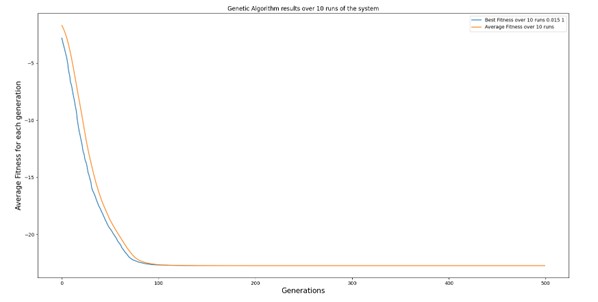 Genetic Algorithm results over 10 runs of the system
Best Fitness over 10 runs 0.015 1
Average Fitness over 10 runs
Average Fitness for each generation
−5
−10
−15
−20
0
100
200
300
400
500
Generations